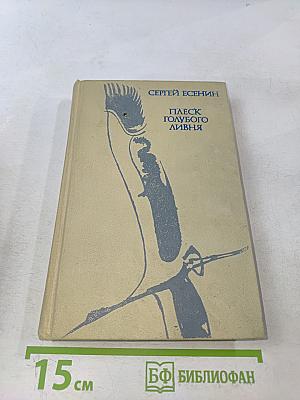 СЕРГЕЙ ЕСЕНИН
ПЛЕСК
ГОЛУБОГО
ЛИВНЯ
15 см
БФ БИБЛИОФАН